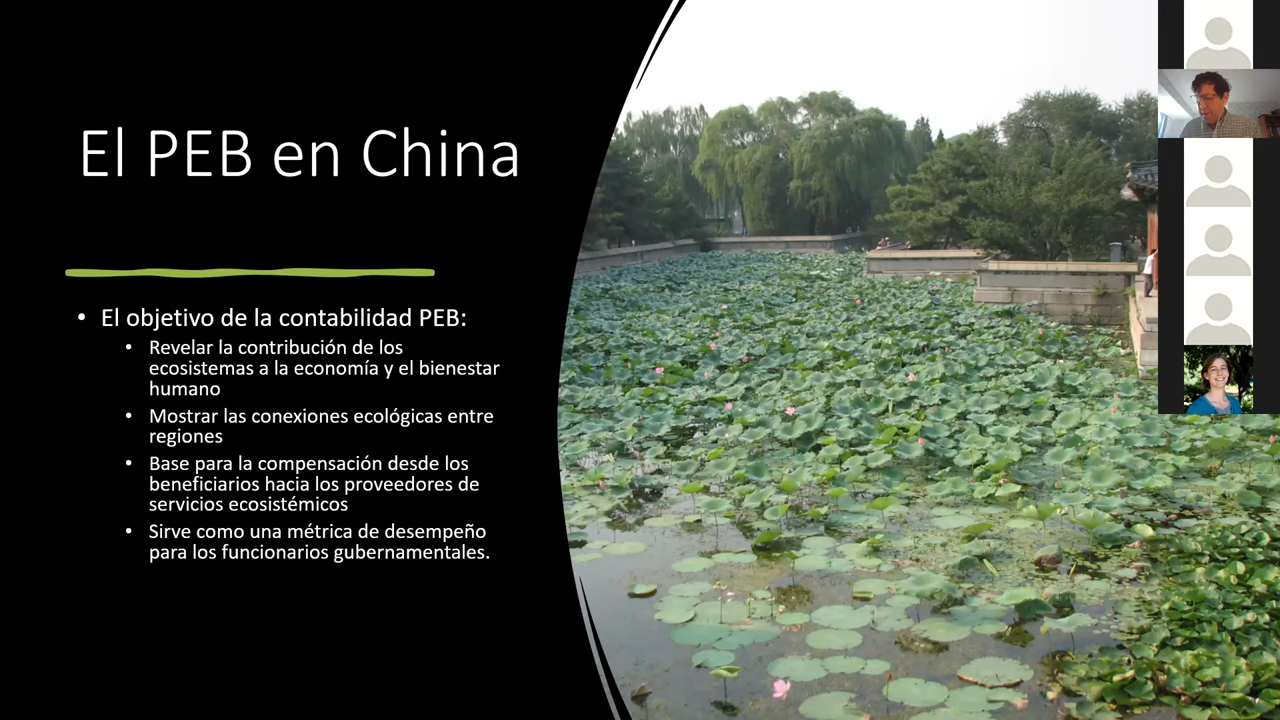 El PEB en China
• El objetivo de la contabilidad PEB:
• Revelar la contribución de los
ecosistemas a la economía y el bienestar
humano
• Mostrar las conexiones ecológicas entre
regiones
• Base para la compensación desde los
beneficiarios hacia los proveedores de
servicios ecosistémicos
• Sirve como una métrica de desempeño
para los funcionarios gubernamentales.